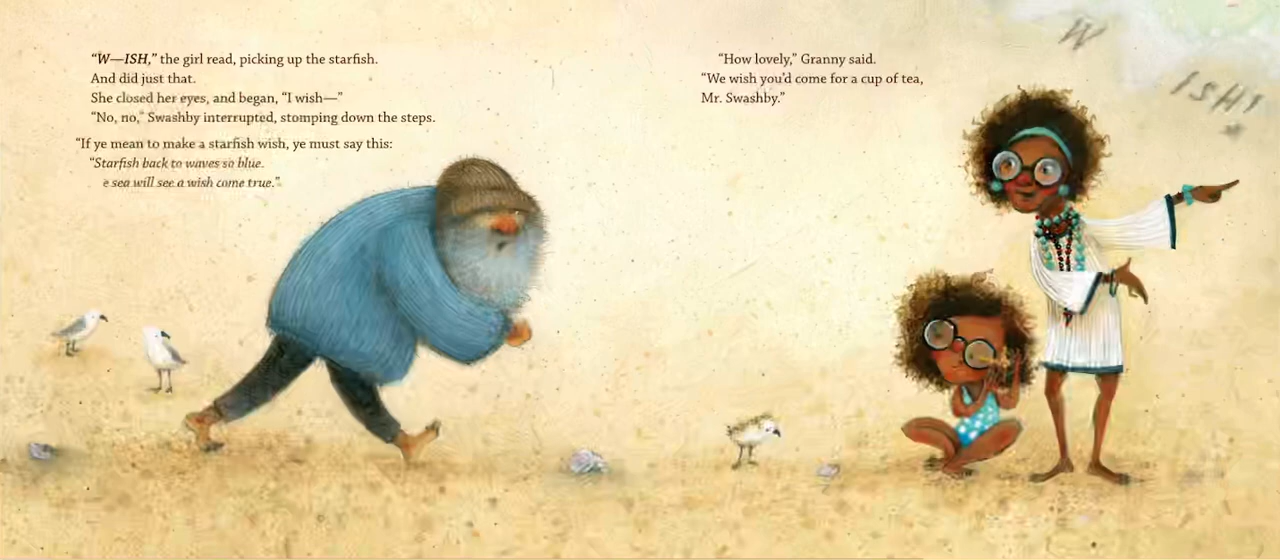 “W—ISH,” the girl read, picking up the starfish.
And did just that.
She closed her eyes, and began, “I wish—”
“No, no,” Swashby interrupted, stomping down the steps.
“If ye mean to make a starfish wish, ye must say this:
“Starfish back to waves so blue.
e sea will see a wish come true.”
“How lovely,” Granny said.
“We wish you’d come for a cup of tea,
Mr. Swashby.”
W
ISH!